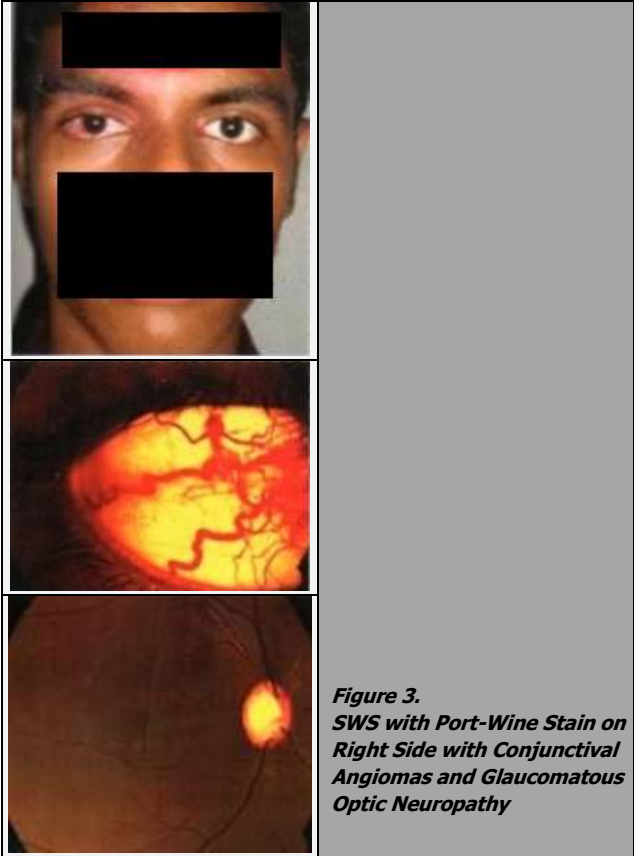 Figure 3.
SWS with Port-Wine Stain on
Right Side with Conjunctival
Angiomas and Glaucomatous
Optic Neuropathy